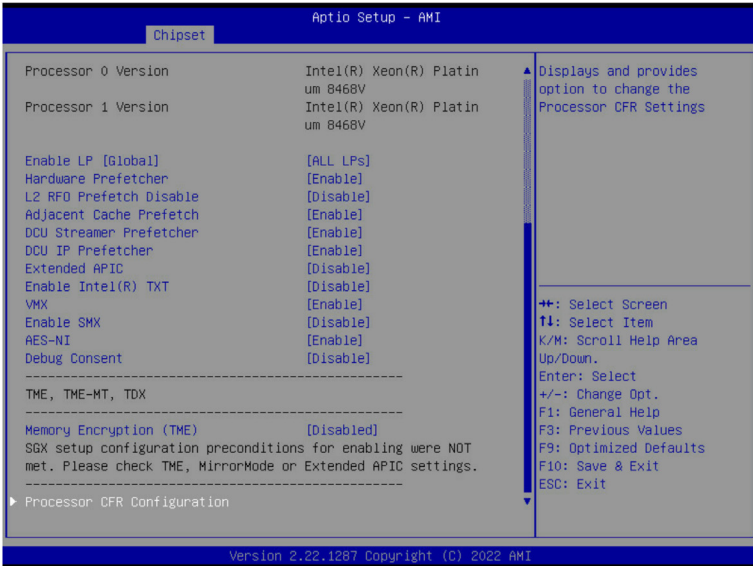 Aptio Setup – AMI
Chipset
Processor 0 Version Intel(R) Xeon(R) Platin
um 8468V
Processor 1 Version Intel(R) Xeon(R) Platin
um 8468V
Enable LP [Global] [ALL LPs]
Hardware Prefetcher [Enable]
L2 RFO Prefetch Disable [Disable]
Adjacent Cache Prefetch [Enable]
DCU Streamer Prefetcher [Enable]
DCU IP Prefetcher [Enable]
Extended APIC [Disable]
Enable Intel(R) TXT [Disable]
VMX [Enable]
Enable SMX [Disable]
AES-NI [Enable]
Debug Consent [Disable]
--------------------------------------------------
TME, TME-MT, TDX
--------------------------------------------------
Memory Encryption (TME) [Disabled]
SGX setup configuration preconditions for enabling were NOT
met. Please check TME, MirrorMode or Extended APIC settings.
--------------------------------------------------
▶ Processor CFR Configuration
Displays and provides
option to change the
Processor CFR Settings
→←: Select Screen
↑↓: Select Item
K/M: Scroll Help Area
Up/Down.
Enter: Select
+/-: Change Opt.
F1: General Help
F3: Previous Values
F9: Optimized Defaults
F10: Save & Exit
ESC: Exit
Version 2.22.1287 Copyright (C) 2022 AMI